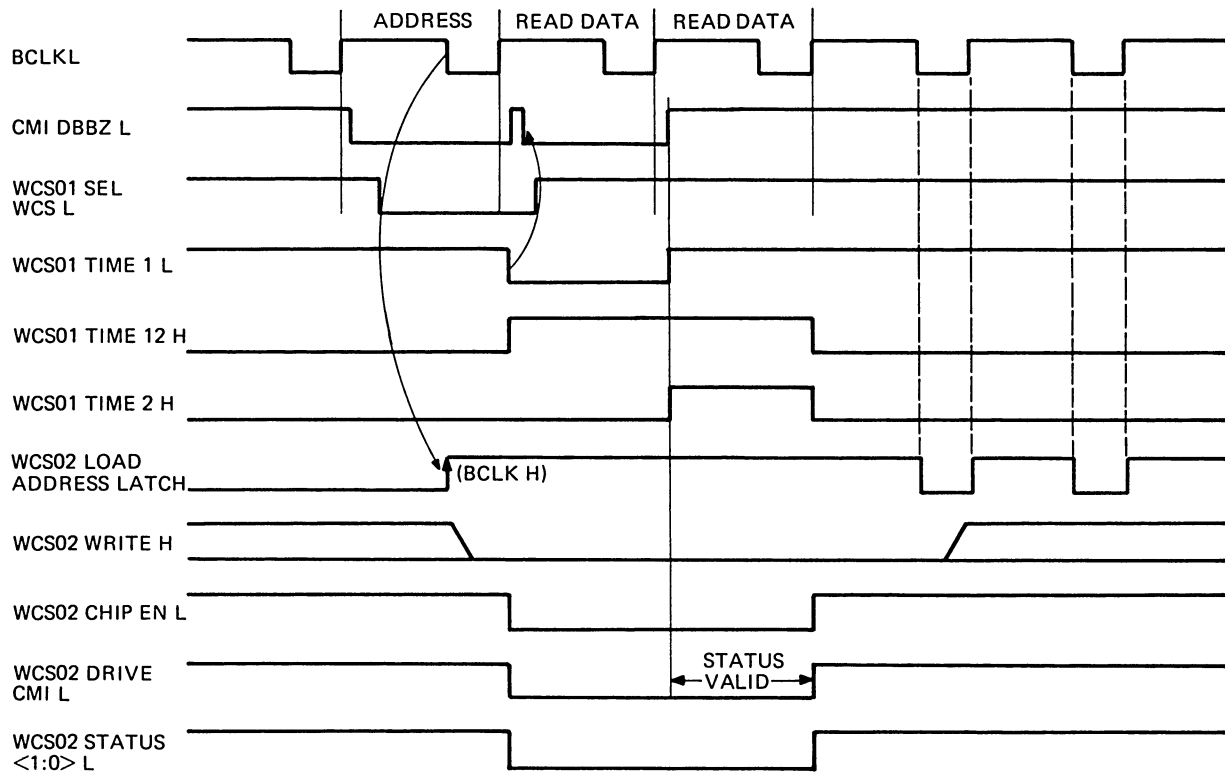 ADDRESS READ DATA READ DATA
BCLKL
CMI DBBZ L
WCS01 SEL
WCS L
WCS01 TIME 1 L
WCS01 TIME 12 H
WCS01 TIME 2 H
WCS02 LOAD
ADDRESS LATCH
(BCLK H)
WCS02 WRITE H
WCS02 CHIP EN L
WCS02 DRIVE
CMI L
STATUS
VALID
WCS02 STATUS
<1:0> L